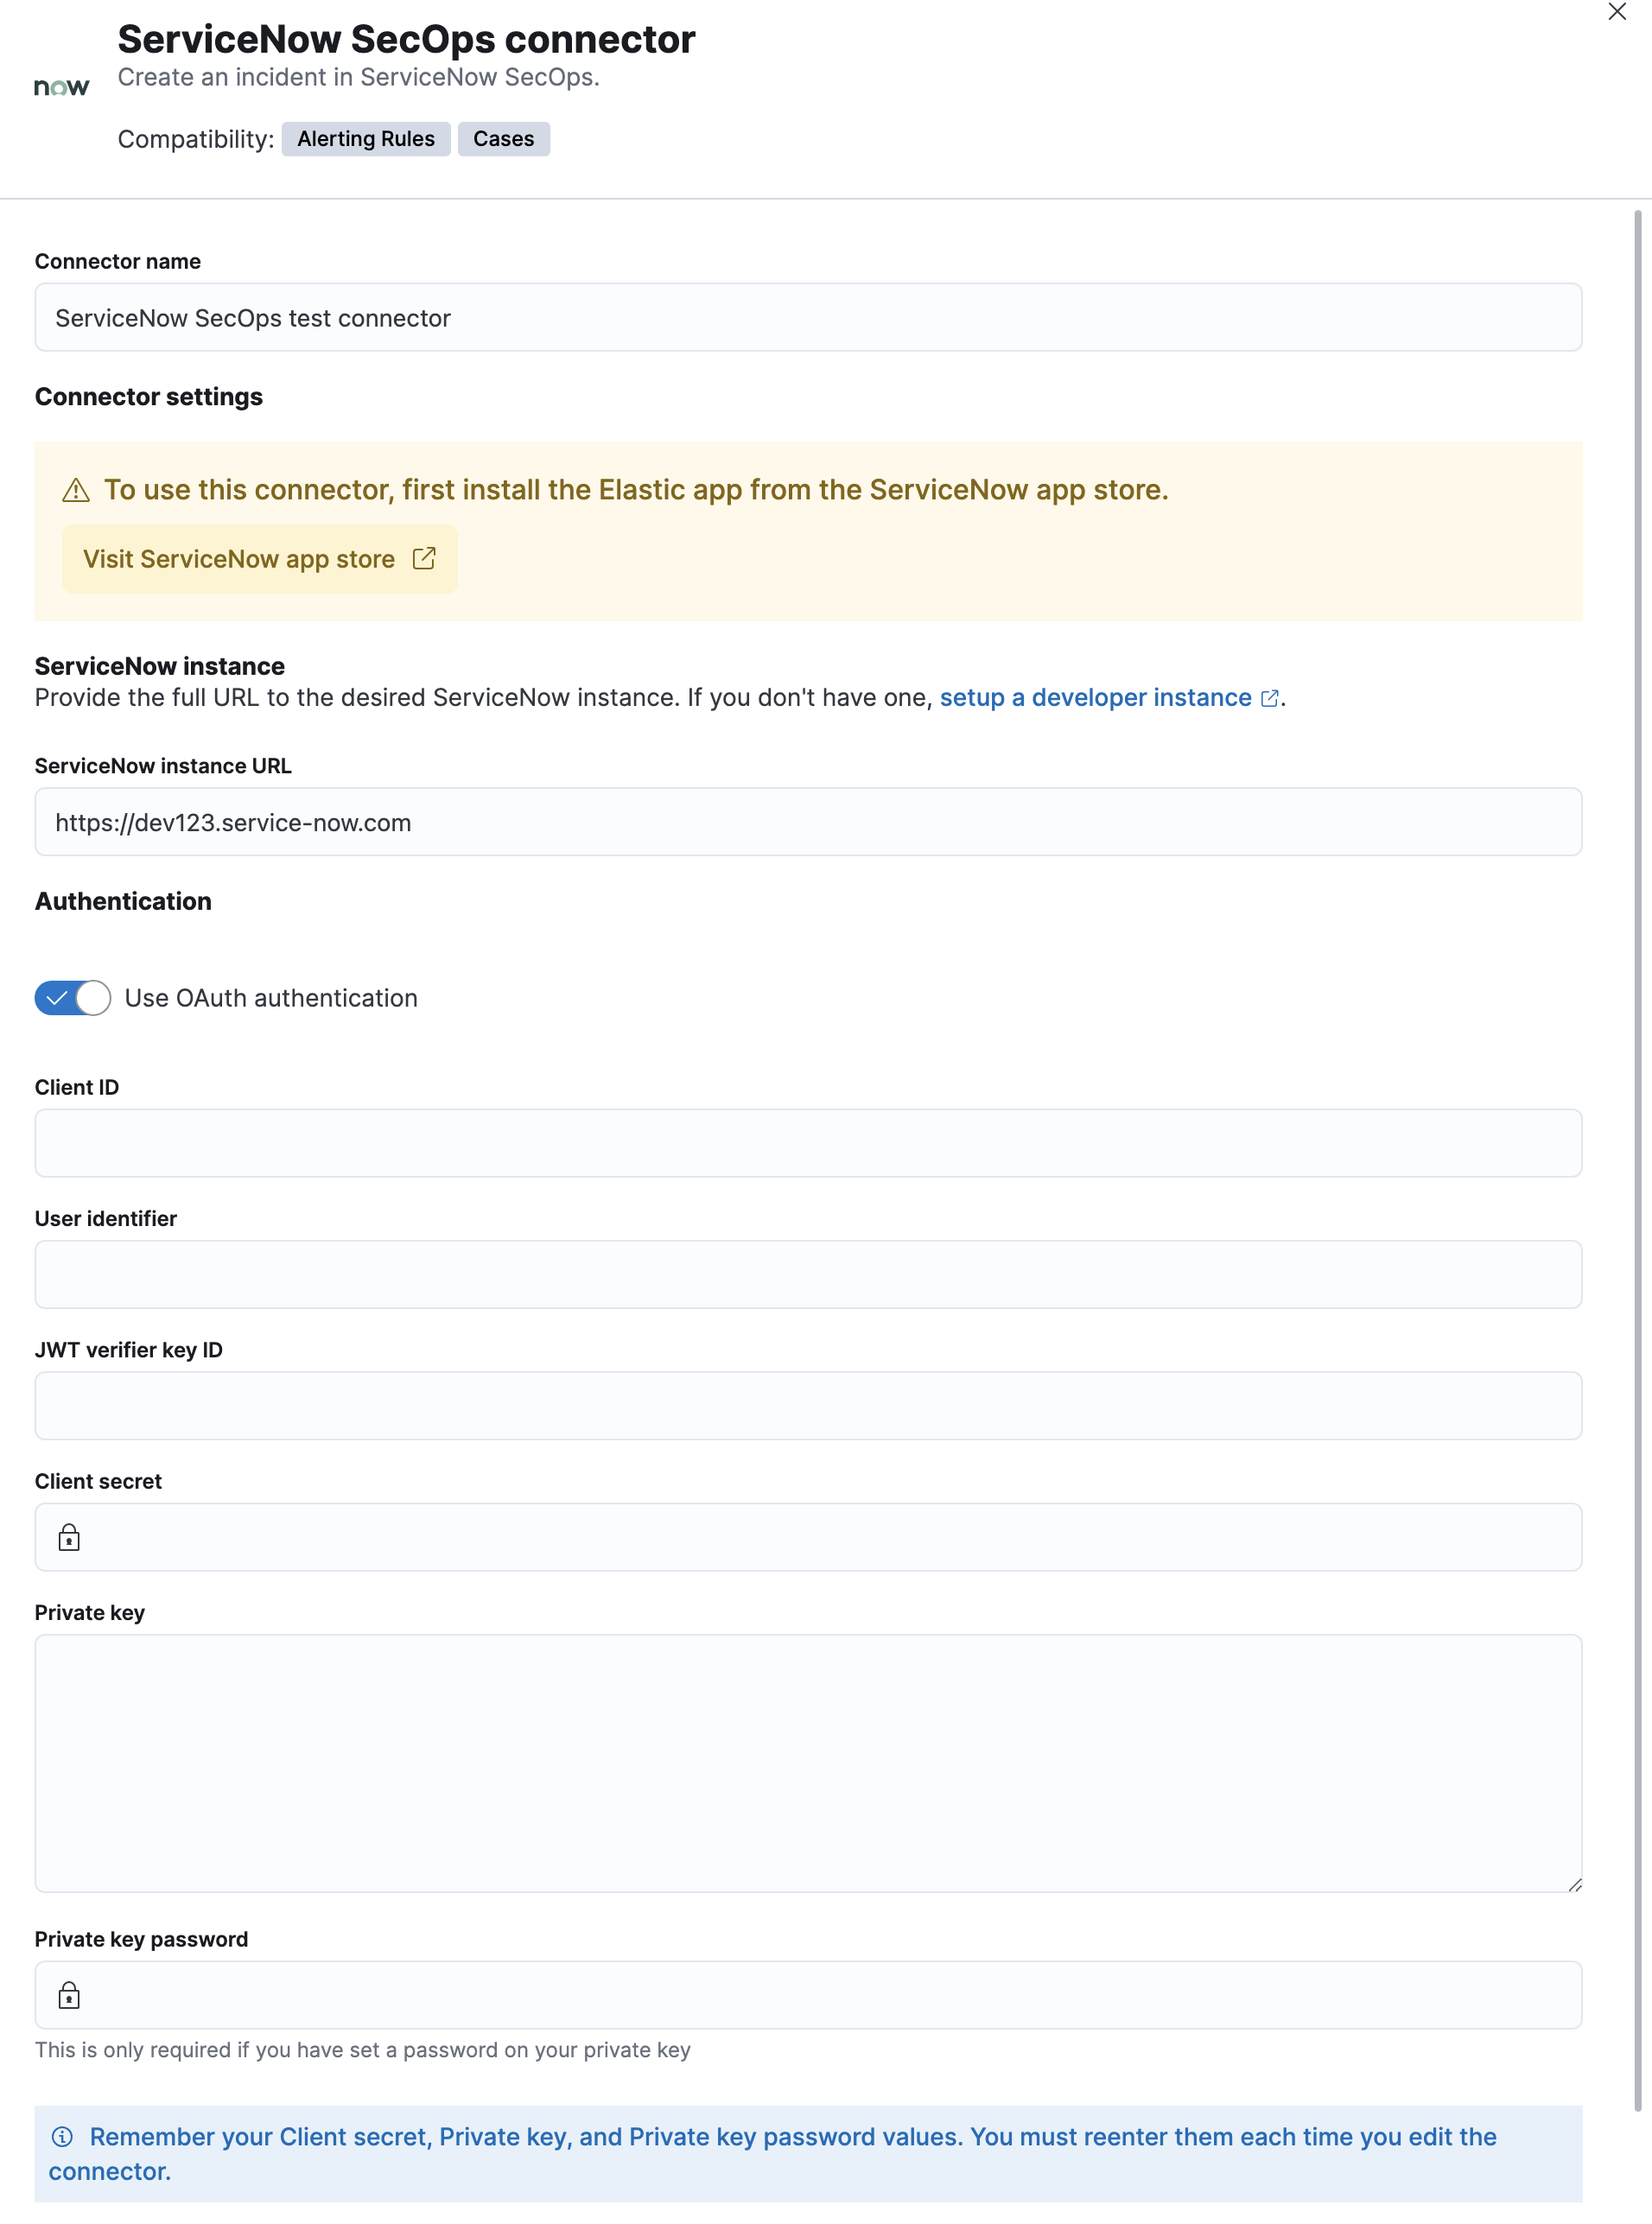 ServiceNow SecOps connector
now
Create an incident in ServiceNow SecOps.
Compatibility: Alerting Rules Cases
Connector name
ServiceNow SecOps test connector
Connector settings
To use this connector, first install the Elastic app from the ServiceNow app store.
Visit ServiceNow app store
ServiceNow instance
Provide the full URL to the desired ServiceNow instance. If you don't have one, setup a developer instance.
ServiceNow instance URL
https://dev123.service-now.com
Authentication
Use OAuth authentication
Client ID
User identifier
JWT verifier key ID
Client secret
Private key
Private key password
This is only required if you have set a password on your private key
Remember your Client secret, Private key, and Private key password values. You must reenter them each time you edit the
connector.